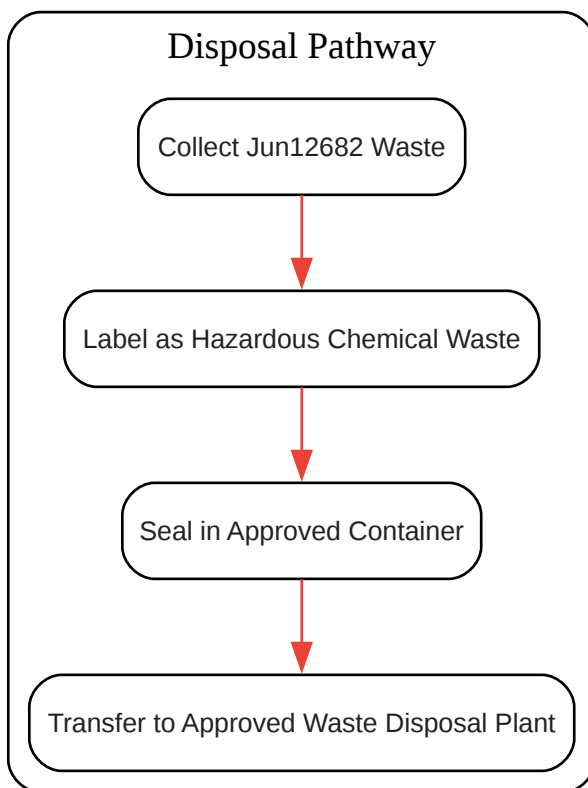 Disposal Pathway
Collect Jun12682 Waste
Label as Hazardous Chemical Waste
Seal in Approved Container
Transfer to Approved Waste Disposal Plant